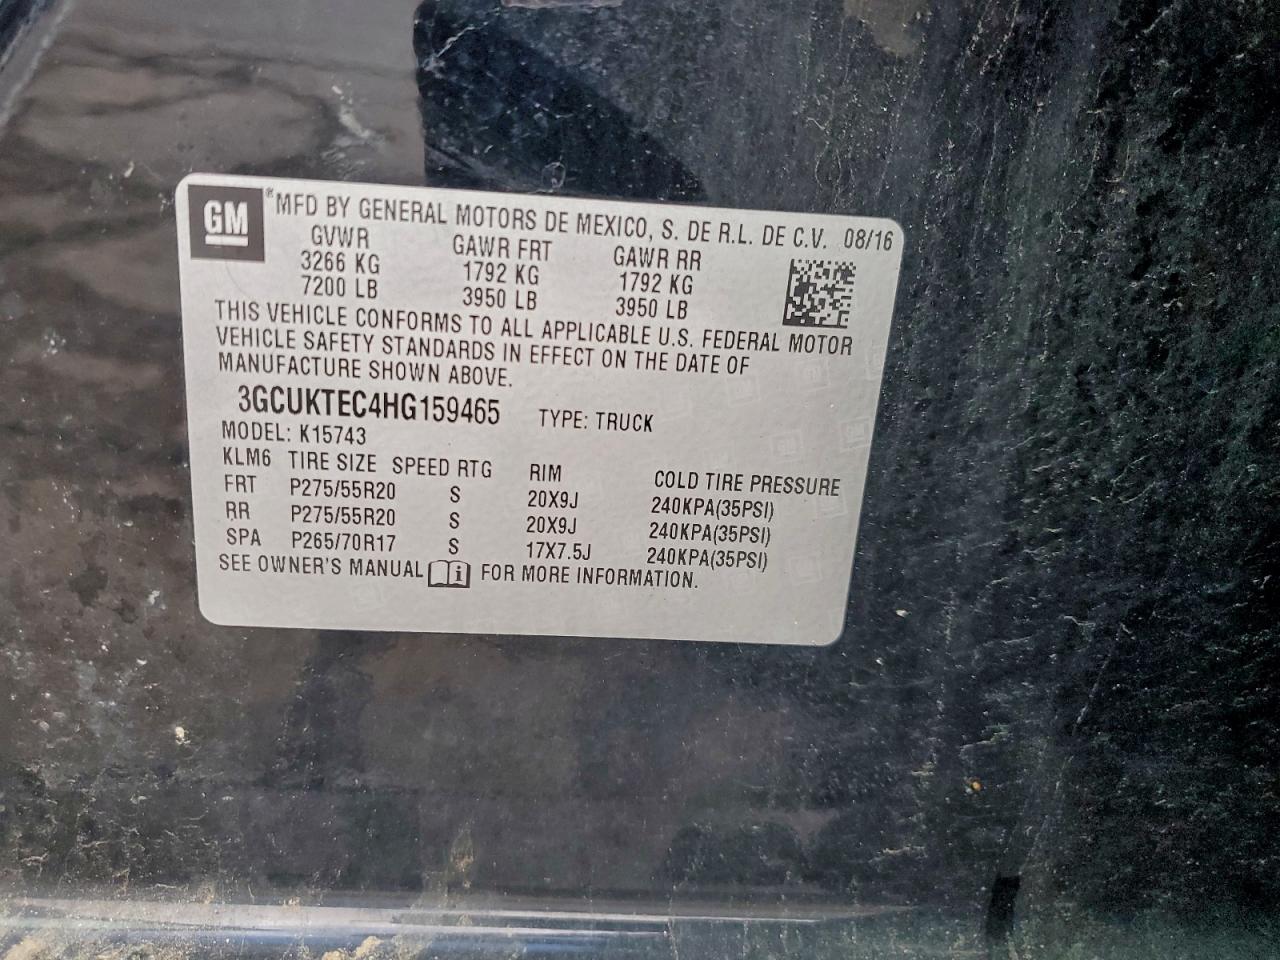 GM ® MFD BY GENERAL MOTORS DE MEXICO, S. DE R.L. DE C.V. 08/16
GVWR GAWR FRT GAWR RR
3266 KG 1792 KG 1792 KG
7200 LB 3950 LB 3950 LB
THIS VEHICLE CONFORMS TO ALL APPLICABLE U.S. FEDERAL MOTOR
VEHICLE SAFETY STANDARDS IN EFFECT ON THE DATE OF
MANUFACTURE SHOWN ABOVE.
3GCUKTEC4HG159465 TYPE: TRUCK
MODEL: K15743
KLM6 TIRE SIZE SPEED RTG RIM COLD TIRE PRESSURE
FRT P275/55R20 S 20X9J 240KPA(35PSI)
RR P275/55R20 S 20X9J 240KPA(35PSI)
SPA P265/70R17 S 17X7.5J 240KPA(35PSI)
SEE OWNER'S MANUAL i FOR MORE INFORMATION.